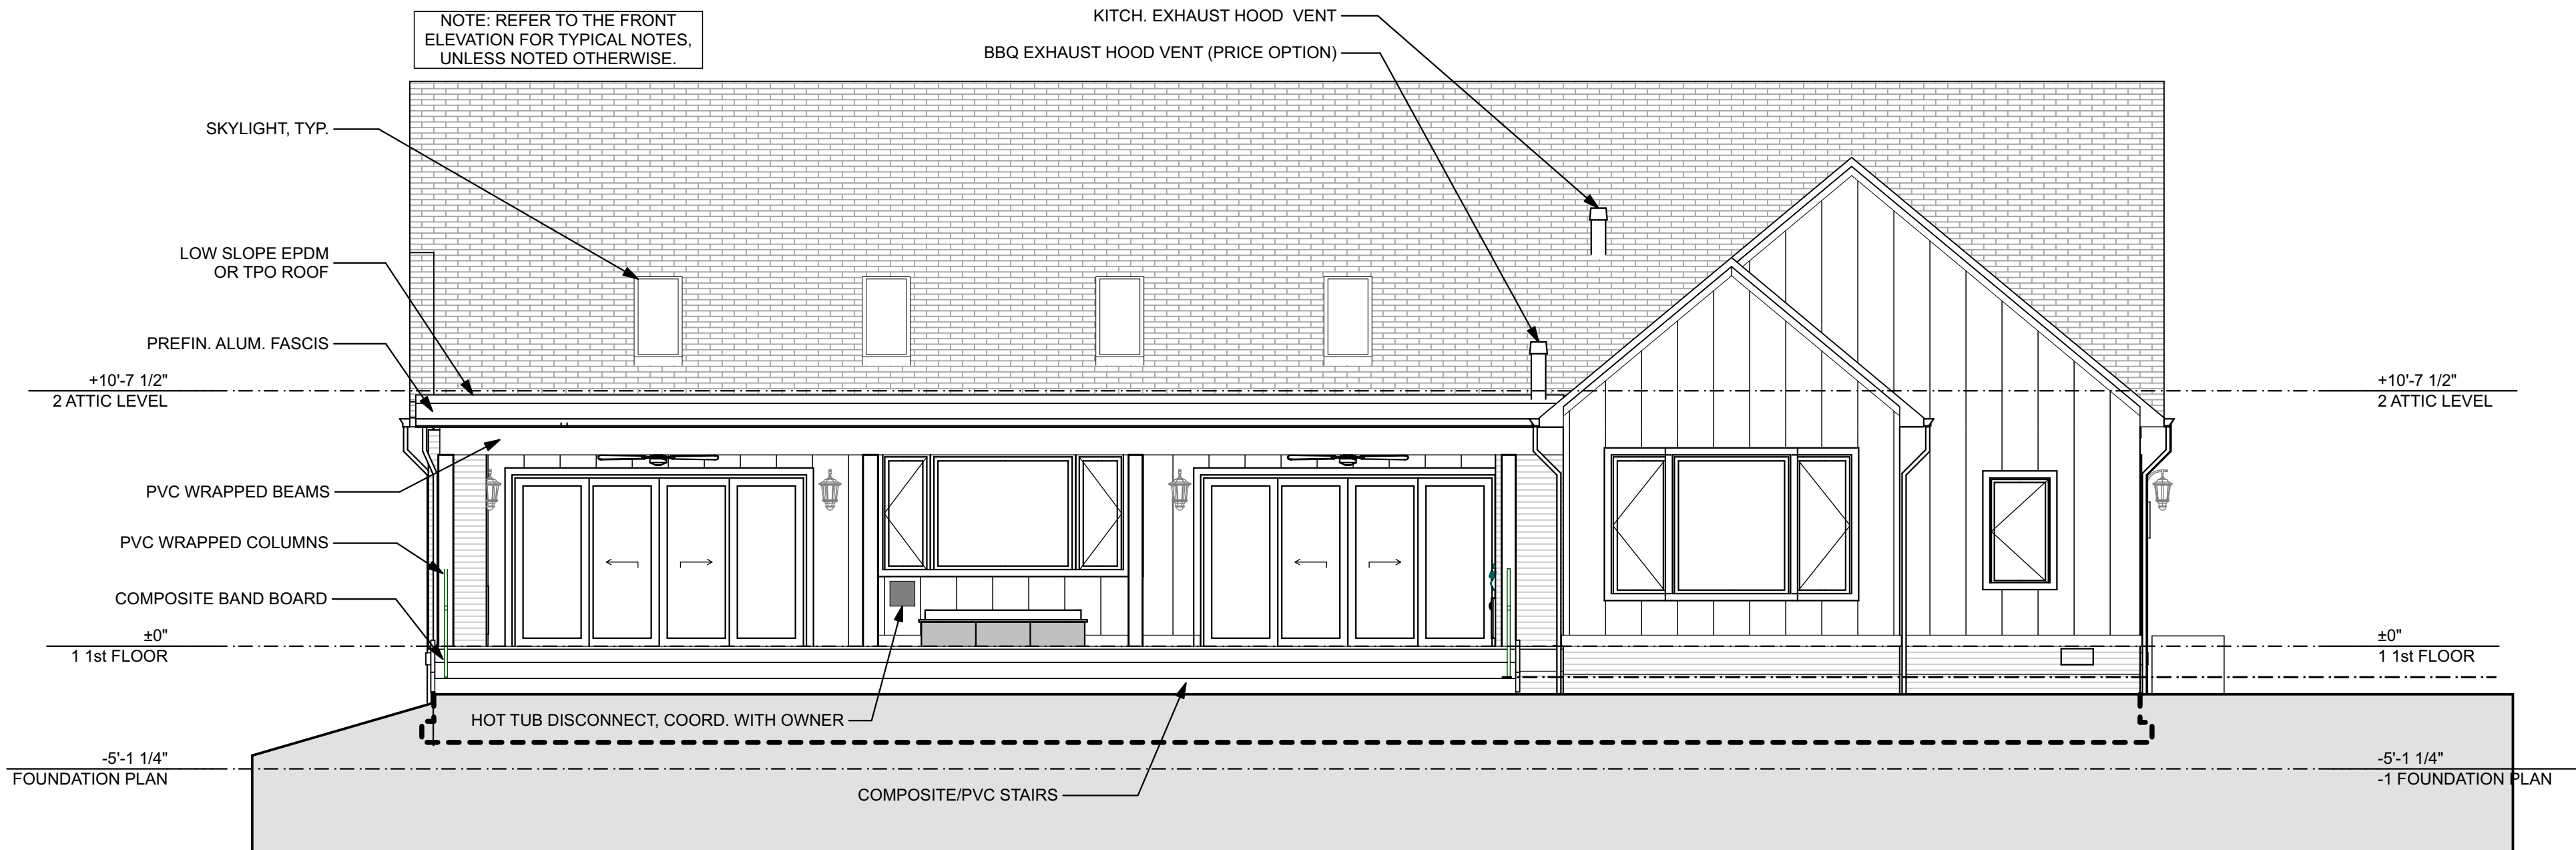 NOTE: REFER TO THE FRONT
ELEVATION FOR TYPICAL NOTES,
UNLESS NOTED OTHERWISE.
KITCH. EXHAUST HOOD  VENT
BBQ EXHAUST HOOD VENT (PRICE OPTION)
SKYLIGHT, TYP.
LOW SLOPE EPDM
OR TPO ROOF
PREFIN. ALUM. FASCIS
+10'-7 1/2"
2 ATTIC LEVEL
+10'-7 1/2"
2 ATTIC LEVEL
PVC WRAPPED BEAMS
PVC WRAPPED COLUMNS
COMPOSITE BAND BOARD
±0"
1 1st FLOOR
±0"
1 1st FLOOR
HOT TUB DISCONNECT, COORD. WITH OWNER
-5'-1 1/4"
FOUNDATION PLAN
-5'-1 1/4"
-1 FOUNDATION PLAN
COMPOSITE/PVC STAIRS